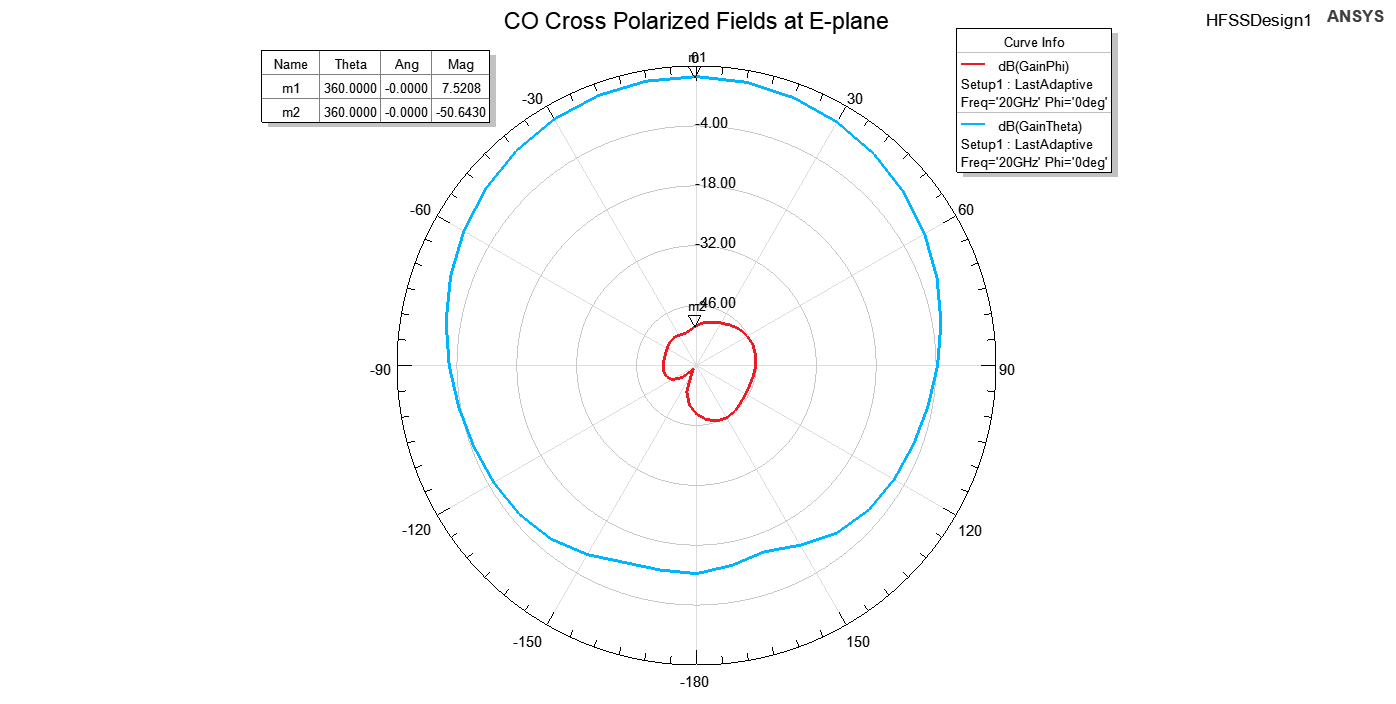 CO Cross Polarized Fields at E-plane
HFSSDesign1
ANSYS
Name Theta Ang Mag
m1 360.0000 -0.0000 7.5208
m2 360.0000 -0.0000 -50.6430
Curve Info
dB(GainPhi)
Setup1 : LastAdaptive
Freq='20GHz' Phi='0deg'
dB(GainTheta)
Setup1 : LastAdaptive
Freq='20GHz' Phi='0deg'
-30
30
-4.00
-18.00
-60
60
-32.00
-46.00
m2
-90
90
-120
120
-150
150
-180